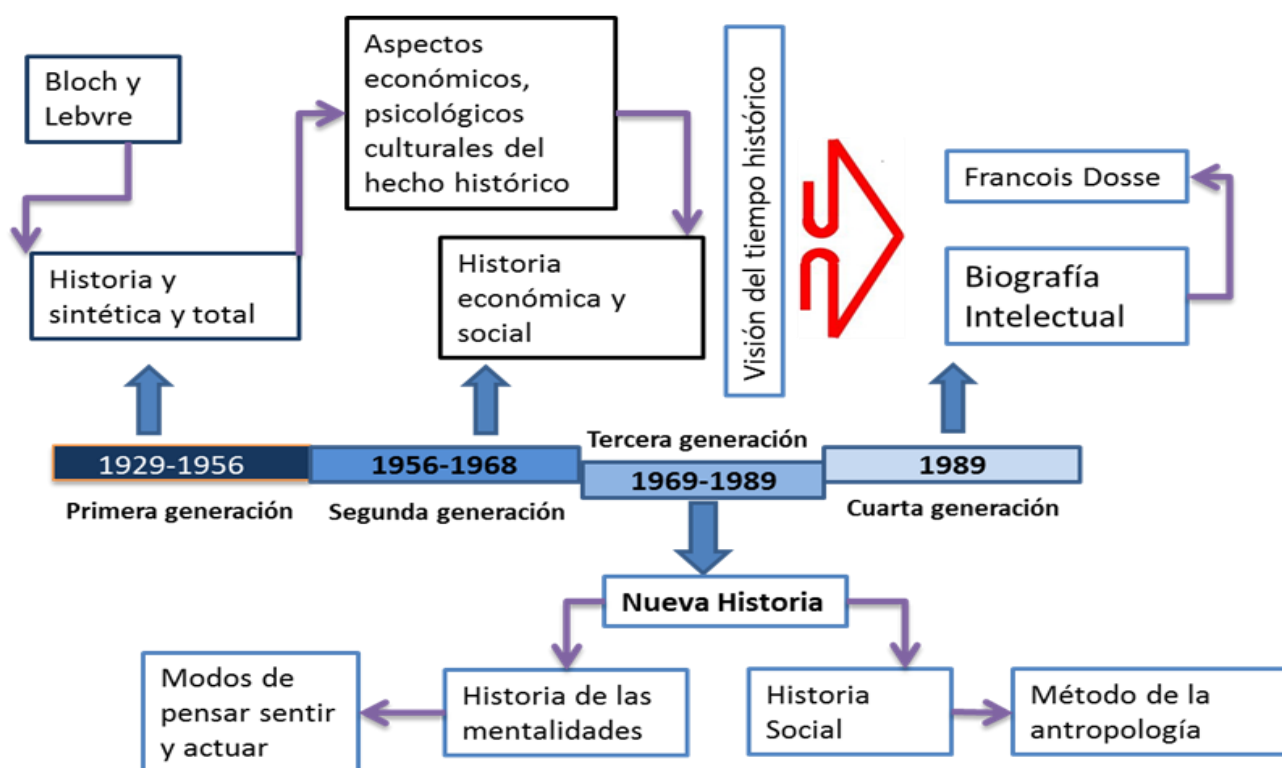 Bloch y
Lebvre
Historia y
sintética y total
Aspectos
económicos,
psicológicos
culturales del
hecho histórico
Historia
económica y
social
Visión del tiempo histórico
Francois Dosse
Biografía
Intelectual
1929-1956
Primera generación
1956-1968
Segunda generación
Tercera generación
1969-1989
1989
Cuarta generación
Nueva Historia
Modos de
pensar sentir
y actuar
Historia de las
mentalidades
Historia
Social
Método de la
antropología